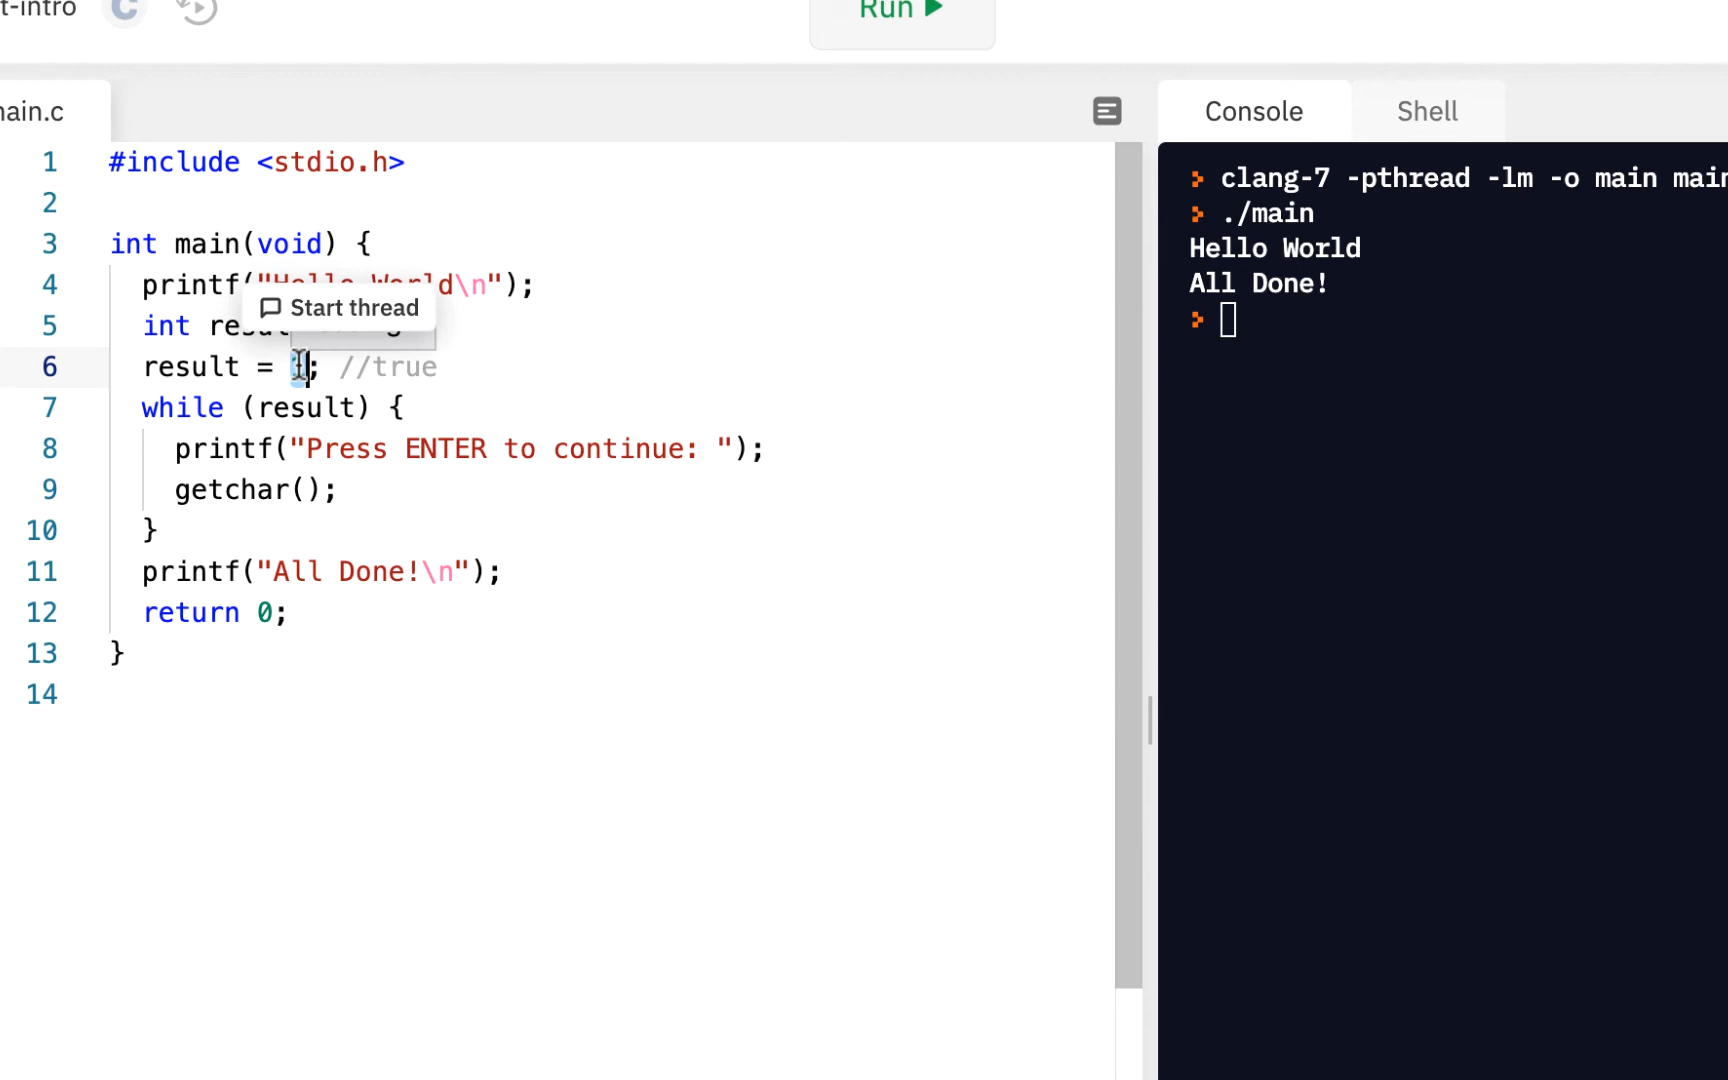 t-intro C Run
main.c
Console Shell
1 #include <stdio.h>
2
3 int main(void) {
4 printf("Hello World\n");
Start thread
5 int
6 result = ; //true
7 while (result) {
8 printf("Press ENTER to continue: ");
9 getchar();
10 }
11 printf("All Done!\n");
12 return 0;
13 }
14
clang-7 -pthread -lm -o main main
./main
Hello World
All Done!